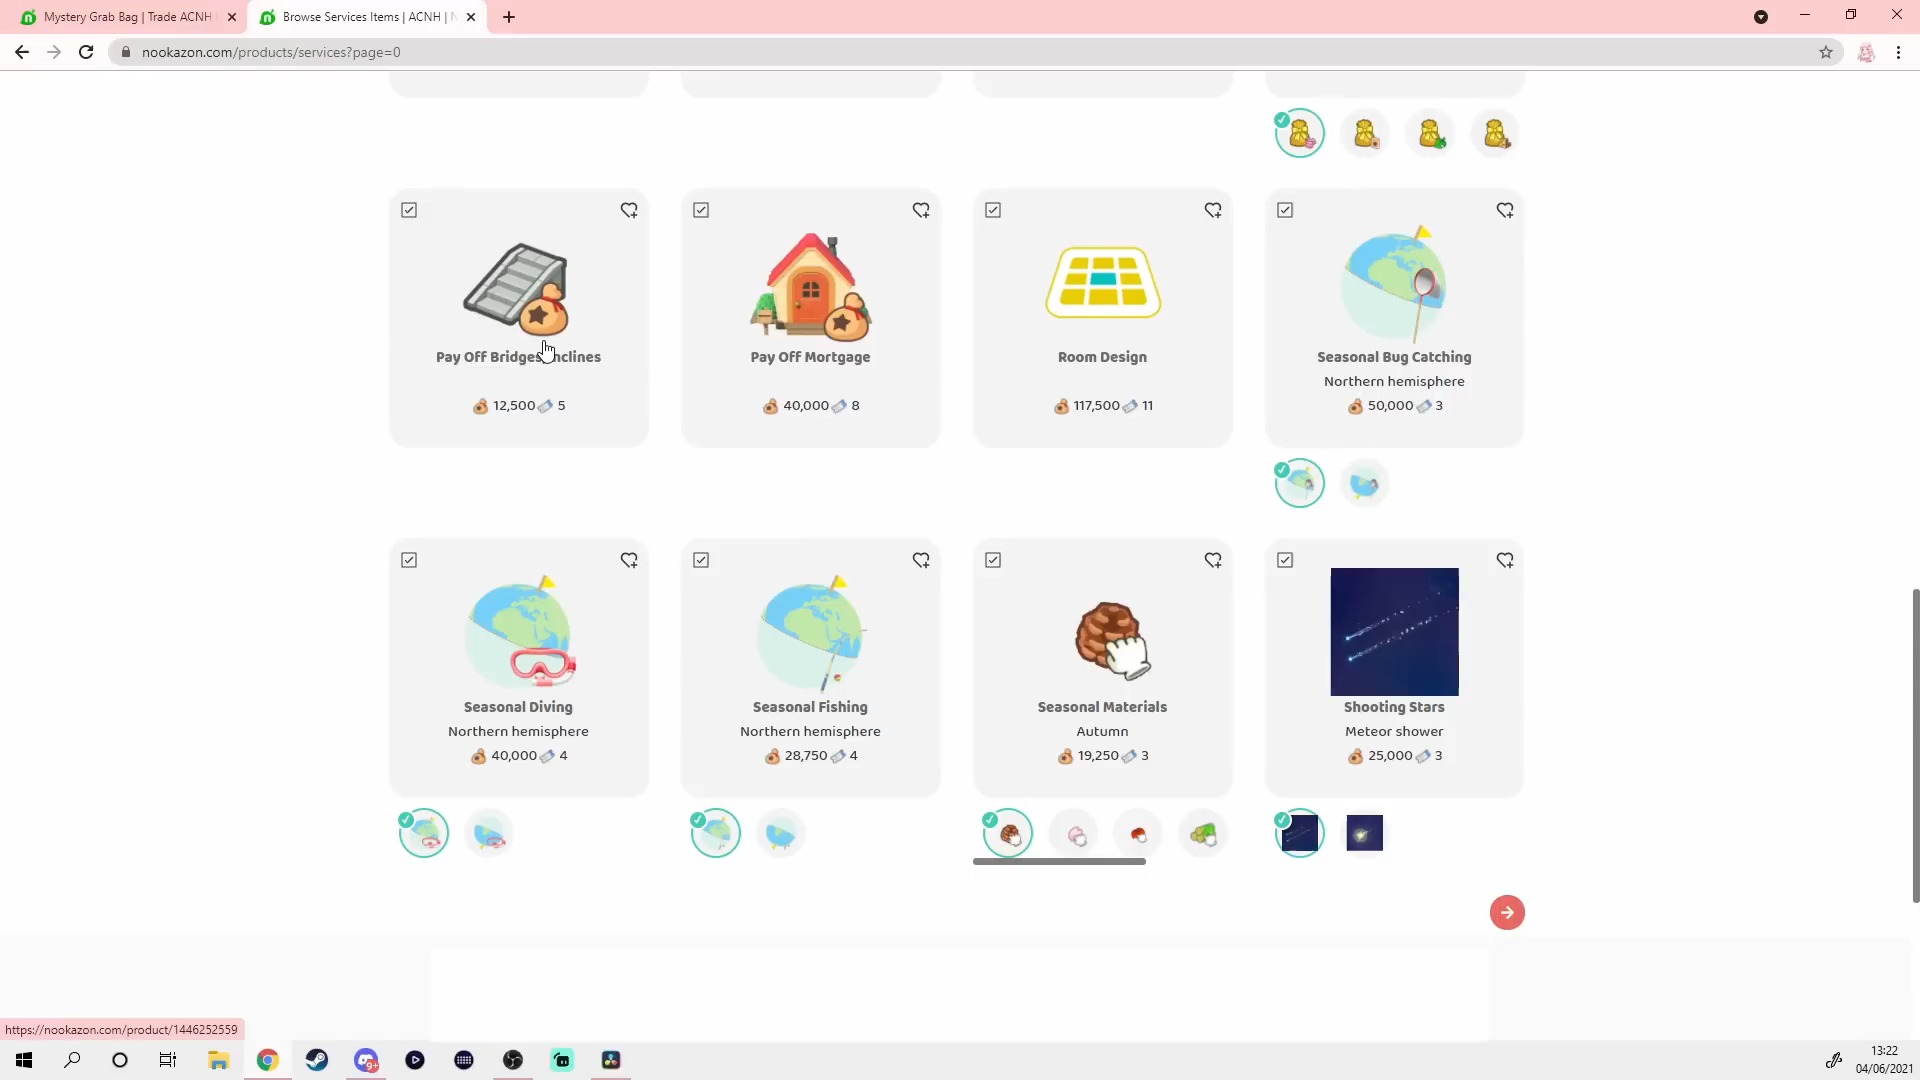 Mystery Grab Bag | Trade ACNH
Browse Services Items | ACNH | N
nookazon.com/products/services?page=0
Pay Off Bridges
nclines
Pay Off Mortgage
Room Design
Seasonal Bug Catching
Northern hemisphere
12,500 5
40,000 8
117,500 11
50,000 3
Seasonal Diving
Seasonal Fishing
Seasonal Materials
Shooting Stars
Northern hemisphere
Northern hemisphere
Autumn
Meteor shower
40,000 4
28,750 4
19,250 3
25,000 3
https://nookazon.com/product/1446252559
9+
13:22
04/06/2021